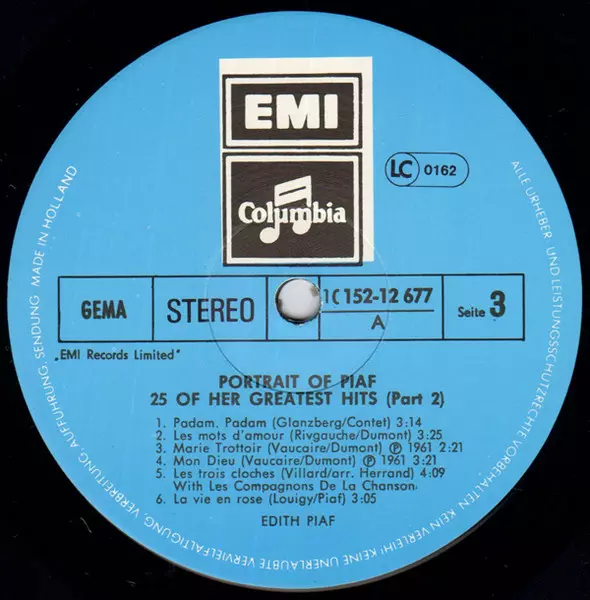 EMI
Columbia
LC 0162
GEMA
STEREO
1C 152-12 677
A
Seite 3
"EMI Records Limited"
PORTRAIT OF PIAF
25 OF HER GREATEST HITS (Part 2)
1. Padam, Padam (Glanzberg/Contet) 3:14
2. Les mots d'amour (Rivgauche/Dumont) 3:25
3. Marie Trottoir (Vaucaire/Dumont) Ⓟ 1961 2:21
4. Mon Dieu (Vaucaire/Dumont) Ⓟ 1961 3:21
5. Les trois cloches (Villard/arr. Herrand) 4:09
With Les Compagnons De La Chanson
6. La vie en rose (Louigy/Piaf) 3:05
EDITH PIAF
ALLE URHEBER- UND LEISTUNGSSCHUTZRECHTE VORBEHALTEN. KEIN VERLEIH! KEINE UNERLAUBTE VERVIELFÄLTIGUNG, VERBREITUNG, AUFFÜHRUNG, SENDUNG. MADE IN HOLLAND